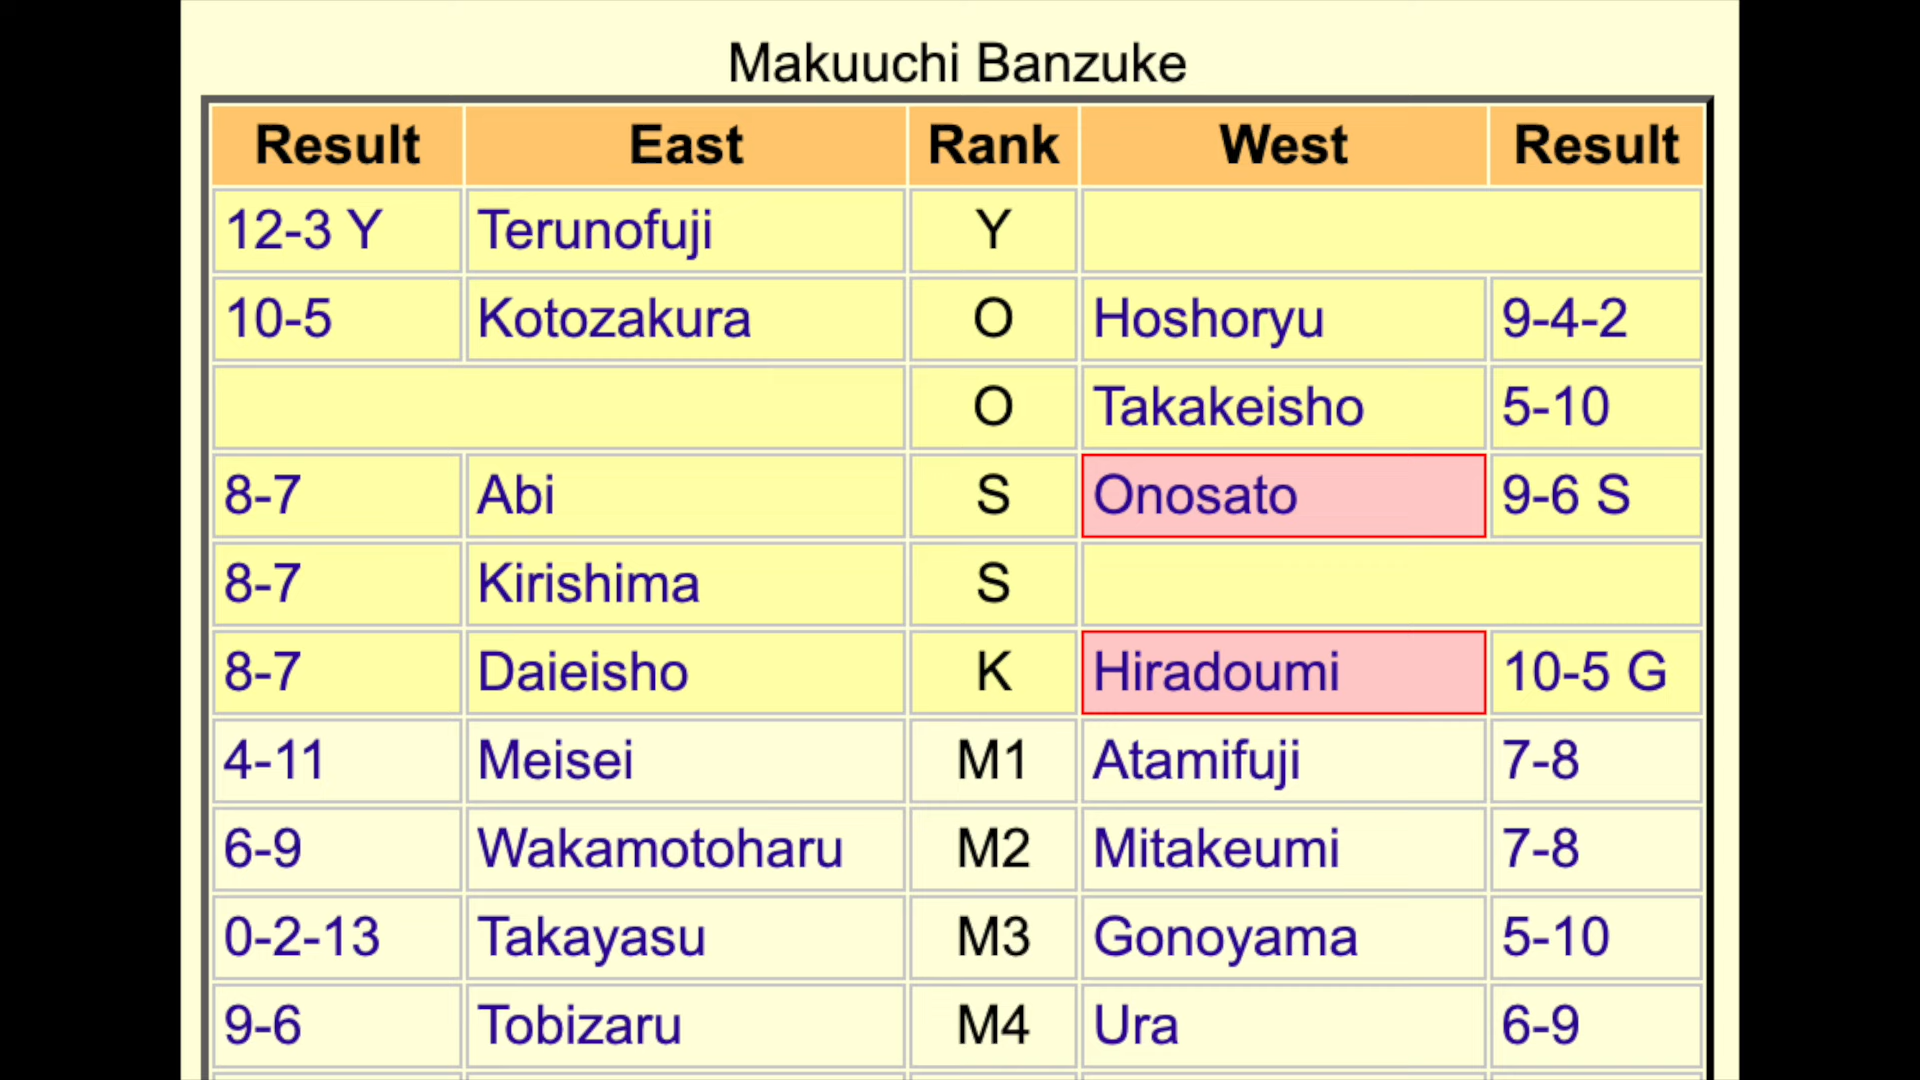 Makuuchi Banzuke
Result East Rank West Result
12-3 Y Terunofuji Y
10-5 Kotozakura O Hoshoryu 9-4-2
O Takakeisho 5-10
8-7 Abi S Onosato 9-6 S
8-7 Kirishima S
8-7 Daieisho K Hiradoumi 10-5 G
4-11 Meisei M1 Atamifuji 7-8
6-9 Wakamotoharu M2 Mitakeumi 7-8
0-2-13 Takayasu M3 Gonoyama 5-10
9-6 Tobizaru M4 Ura 6-9